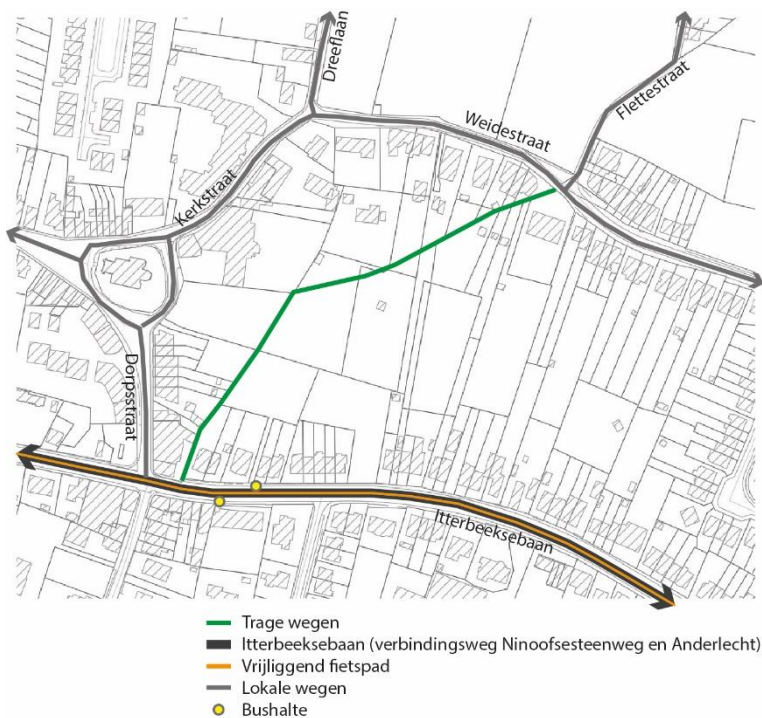 Dreeflaan
Weidestraat
Flettestraat
Kerkstraat
Dorpsstraat
Itterbeeksebaan
Trage wegen
Itterbeeksebaan (verbindingsweg Ninoofsesteenweg en Anderlecht)
Vrijliggend fietspad
Lokale wegen
Bushalte